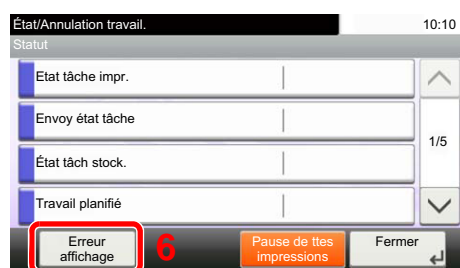 État/Annulation travail.
10:10
Statut
Etat tâche impr.
Envoy état tâche
1/5
État tâch stock.
Travail planifié
Erreur
affichage
6
Pause de ttes
impressions
Fermer